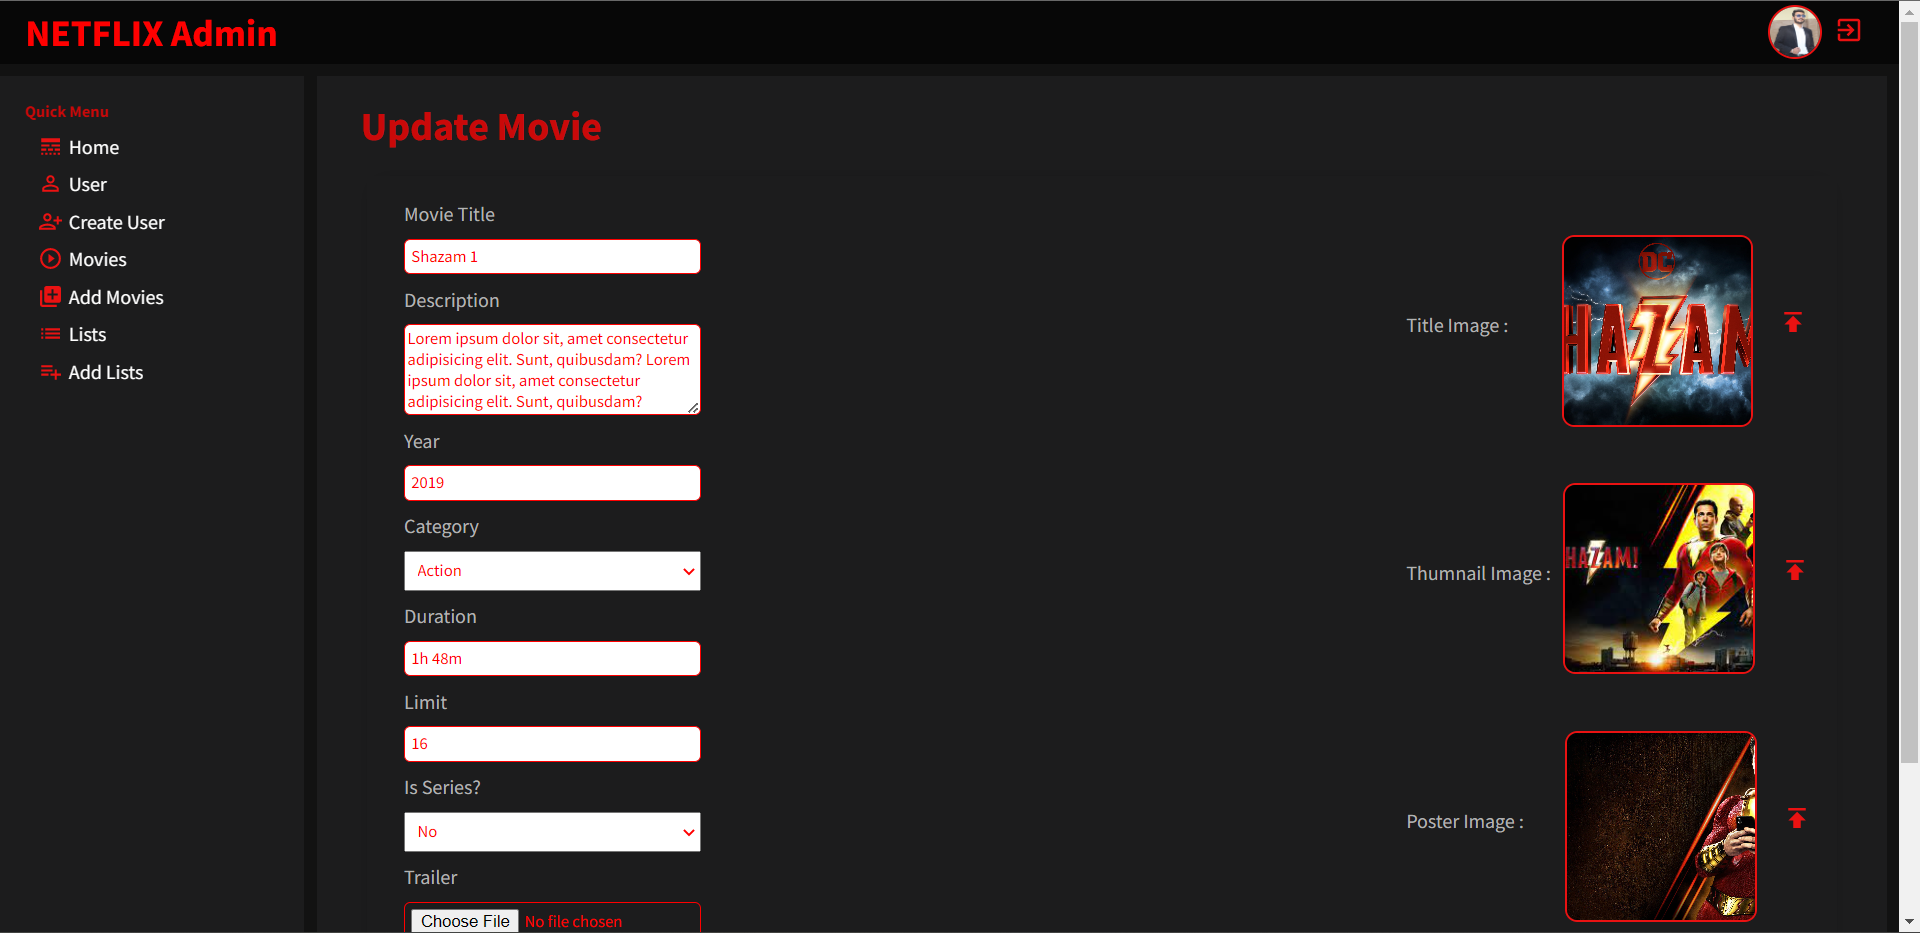 NETFLIX Admin
Quick Menu
Home
User
Create User
Movies
Add Movies
Lists
Add Lists
Update Movie
Movie Title
Shazam 1
Description
Lorem ipsum dolor sit, amet consectetur
adipisicing elit. Sunt, quibusdam? Lorem
ipsum dolor sit, amet consectetur
adipisicing elit. Sunt, quibusdam?
Year
2019
Category
Action
Duration
1h 48m
Limit
16
Is Series?
No
Trailer
Choose File No file chosen
Title Image :
DC
HAZAM
Thumnail Image :
HAZAM!
Poster Image :